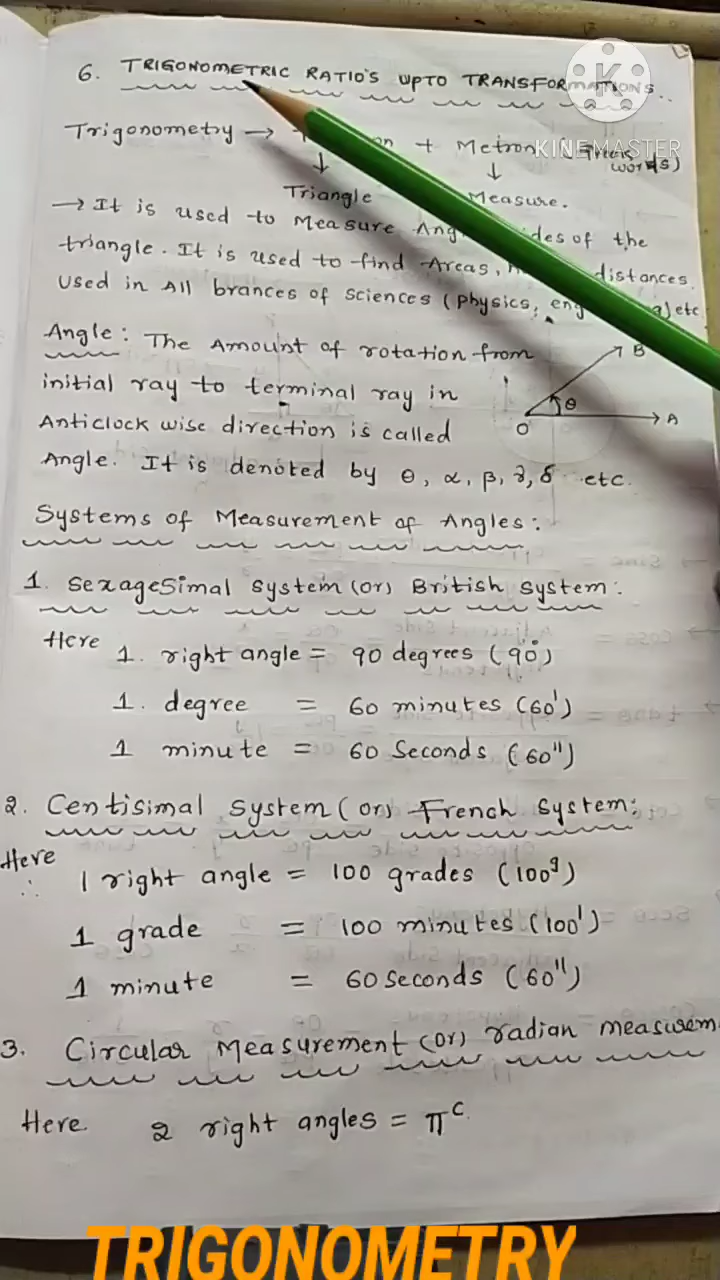 6. TRIGONOMETRIC RATIO'S UPTO TRANSFORMATIONS..
KINEMASTER
Trigonometry → + Metron (Greek words)
↓ ↓
Triangle Measure.
→ It is used to Measure of the
triangle. It is used to find Areas, distances.
Used in All brances of Sciences (physics, etc
Angle: The Amount of rotation from
initial ray to terminal ray in
Anticlock wise direction is called
Angle. It is denoted by θ, α, β, γ, δ etc.
B
θ
O A
Systems of Measurement of Angles:
1. Sexagesimal System (or) British System:
Here 1. right angle = 90 degrees (90°)
1. degree = 60 minutes (60')
1 minute = 60 Seconds (60'')
2. Centisimal System (or) French System:
Here
∴ 1 right angle = 100 grades (100ᵍ)
1 grade = 100 minutes (100')
1 minute = 60 Seconds (60'')
3. Circular Measurement (or) radian measurem
Here 2 right angles = πᶜ
TRIGONOMETRY